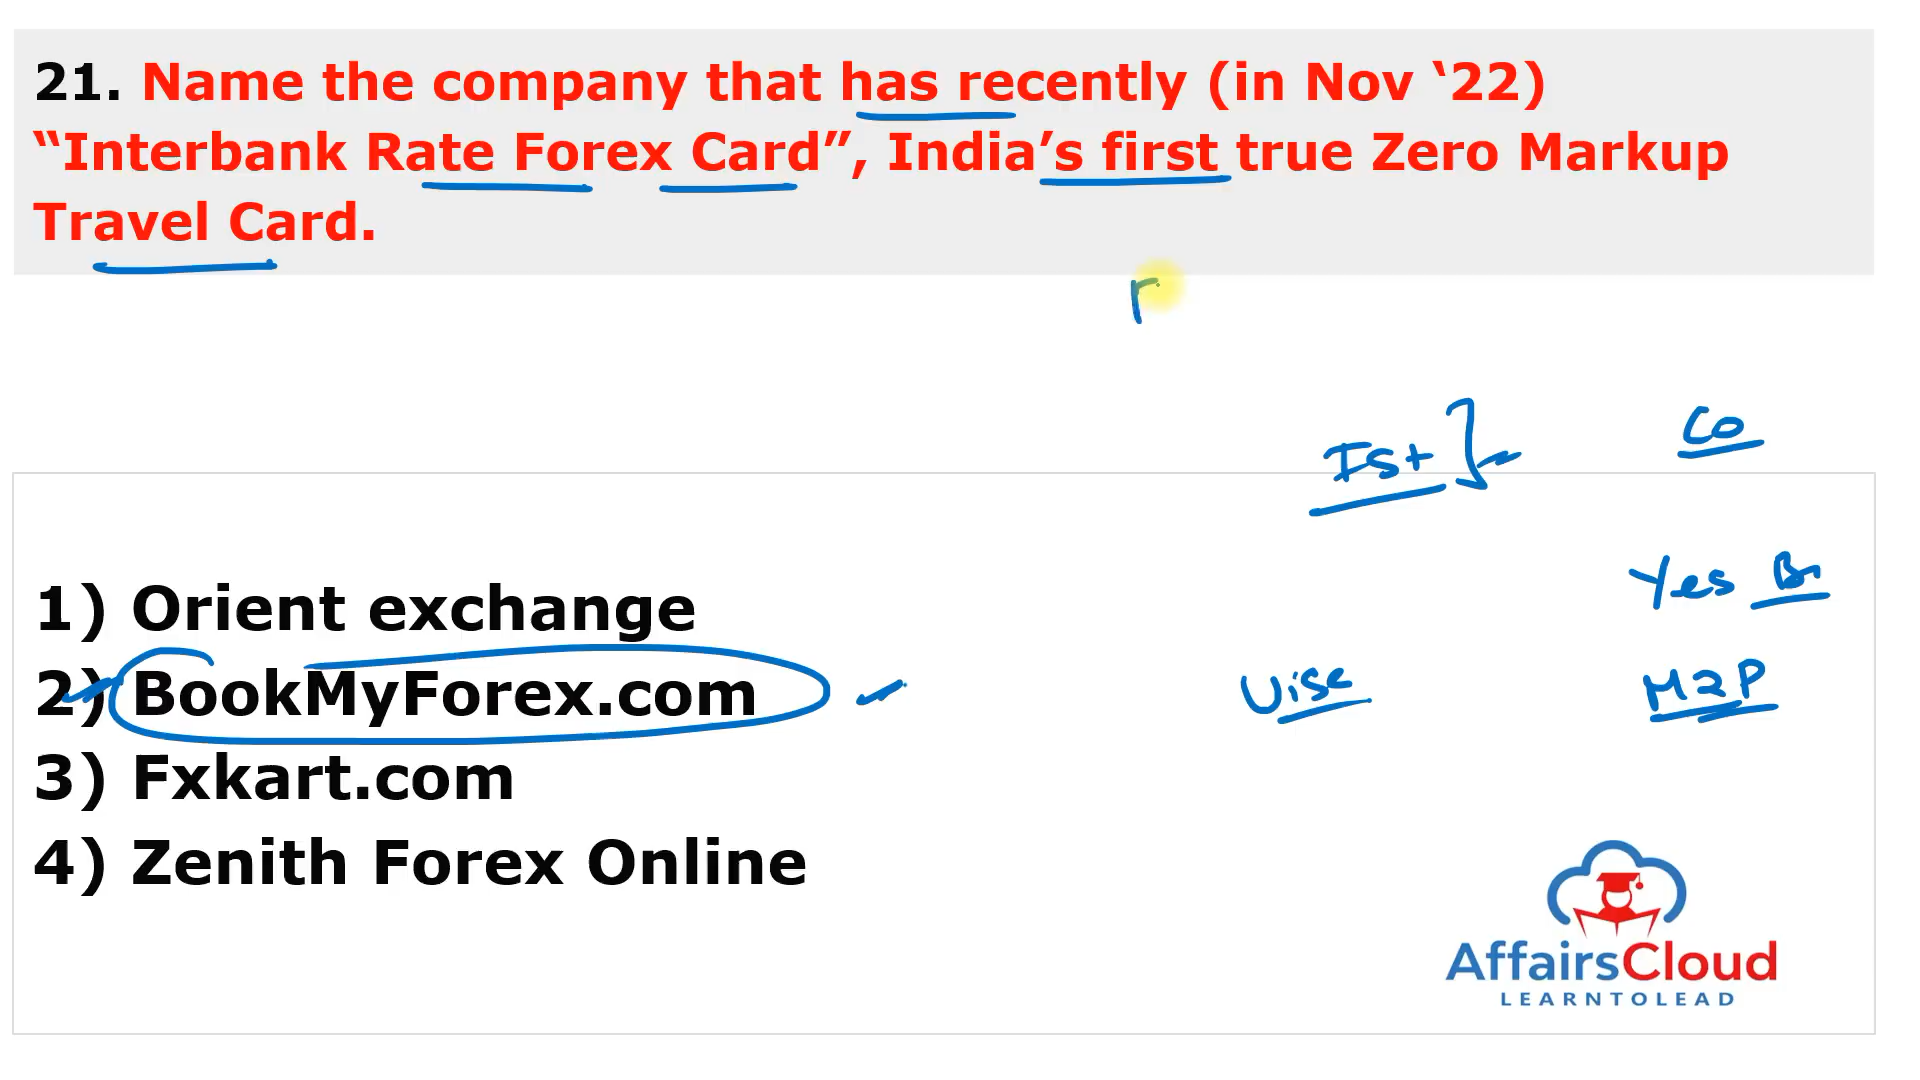 21. Name the company that has recently (in Nov ‘22)
“Interbank Rate Forex Card”, India’s first true Zero Markup
Travel Card.
Ist
Co
Yes
1) Orient exchange
2) BookMyForex.com
Vise
M2P
3) Fxkart.com
4) Zenith Forex Online
AffairsCloud
LEARNTOLEAD